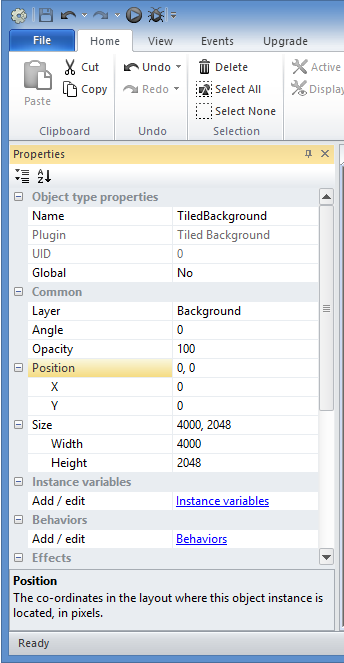 File Home View Events Upgrade
Paste Cut Copy
Undo Redo
Delete Select All Select None
Active Display
Clipboard Undo Selection
Properties
Object type properties
Name TiledBackground
Plugin Tiled Background
UID 0
Global No
Common
Layer Background
Angle 0
Opacity 100
Position 0, 0
X 0
Y 0
Size 4000, 2048
Width 4000
Height 2048
Instance variables
Add / edit Instance variables
Behaviors
Add / edit Behaviors
Effects
Position
The co-ordinates in the layout where this object instance is
located, in pixels.
Ready